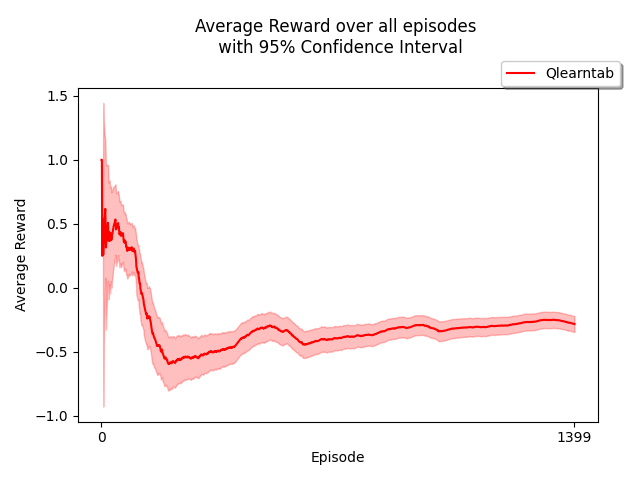 Average Reward over all episodes
with 95% Confidence Interval
Qlearntab
1.5
1.0
0.5
0.0
−0.5
−1.0
Average Reward
0
1399
Episode